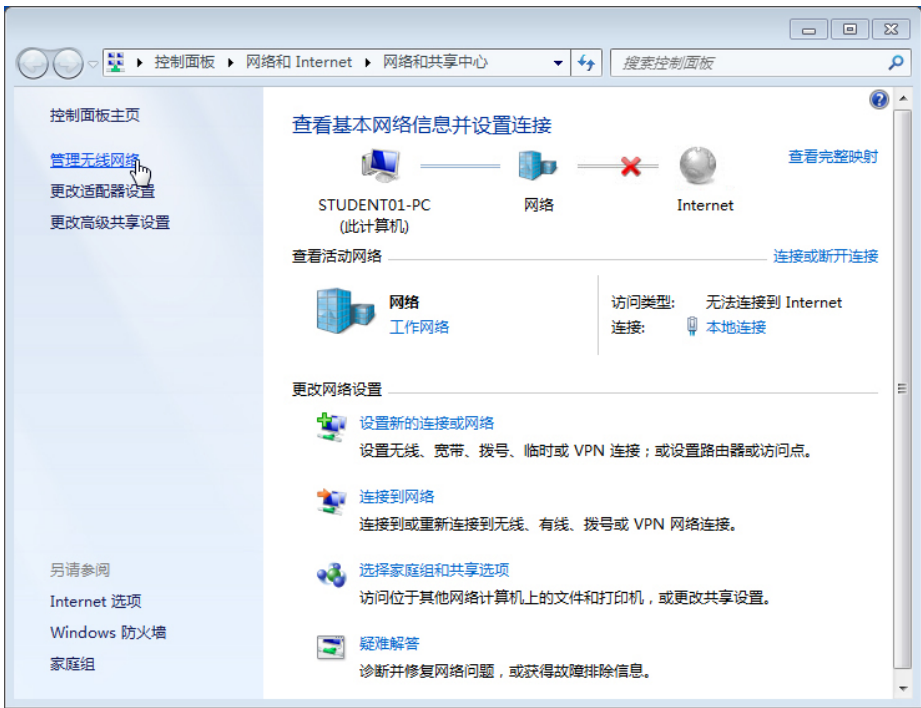 控制面板 ▸ 网络和 Internet ▸ 网络和共享中心
搜索控制面板
控制面板主页
管理无线网络
更改适配器设置
更改高级共享设置
查看基本网络信息并设置连接
查看完整映射
STUDENT01-PC
(此计算机)
网络
Internet
查看活动网络
连接或断开连接
网络
工作网络
访问类型: 无法连接到 Internet
连接: 本地连接
更改网络设置
设置新的连接或网络
设置无线、宽带、拨号、临时或 VPN 连接；或设置路由器或访问点。
连接到网络
连接到或重新连接到无线、有线、拨号或 VPN 网络连接。
选择家庭组和共享选项
访问位于其他网络计算机上的文件和打印机，或更改共享设置。
疑难解答
诊断并修复网络问题，或获得故障排除信息。
另请参阅
Internet 选项
Windows 防火墙
家庭组